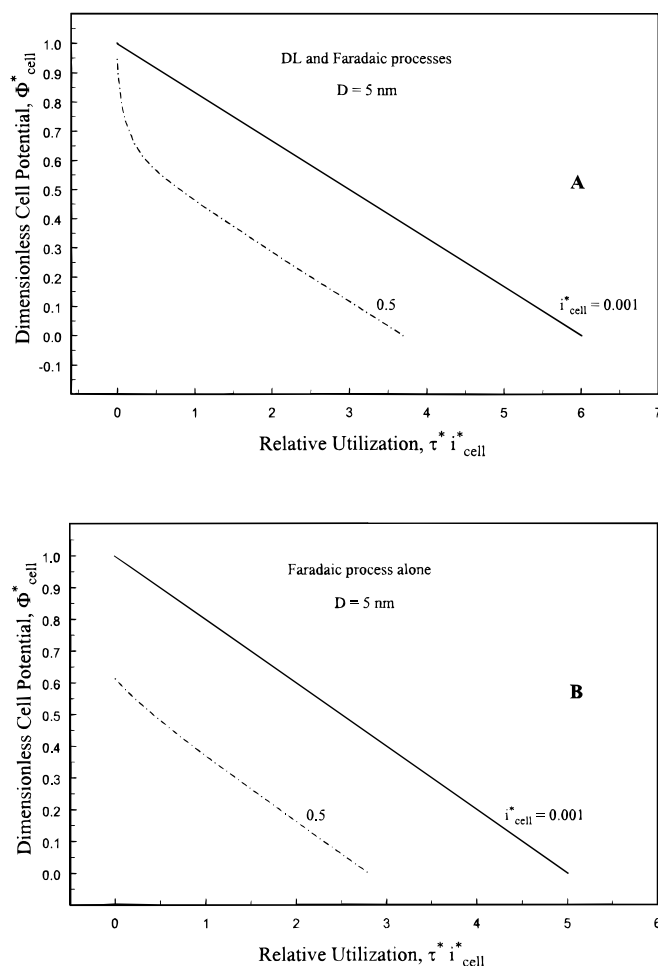 1.0
DL and Faradaic processes
0.9
D = 5 nm
0.8
0.7
0.6
0.5
A
0.4
0.3
0.2
0.1
0.5
i*cell = 0.001
0.0
-0.1
0 1 2 3 4 5 6 7
Dimensionless Cell Potential, Φ*cell
Relative Utilization, τ* i*cell
1.0
Faradaic process alone
0.9
D = 5 nm
0.8
0.7
0.6
B
0.5
0.4
0.3
0.2
0.5
i*cell = 0.001
0.1
0.0
0 1 2 3 4 5 6
Dimensionless Cell Potential, Φ*cell
Relative Utilization, τ* i*cell